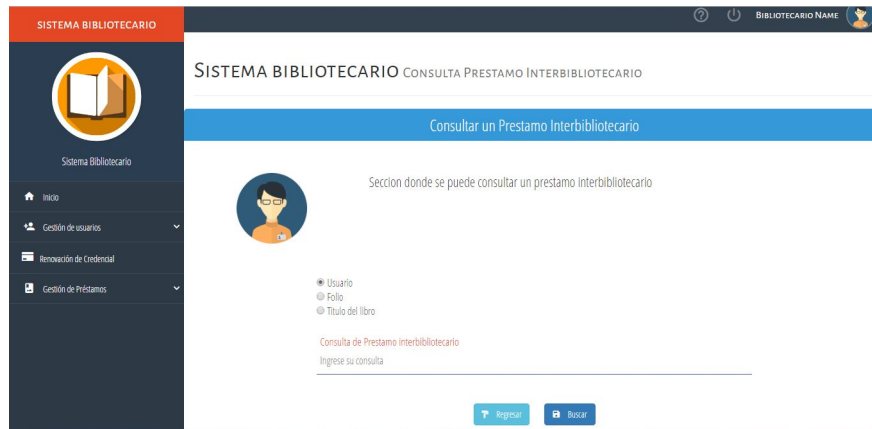 SISTEMA BIBLIOTECARIO
BIBLIOTECARIO NAME
Sistema Bibliotecario
Inicio
Gestión de usuarios
Renovación de Credencial
Gestión de Préstamos
SISTEMA BIBLIOTECARIO CONSULTA PRESTAMO INTERBIBLIOTECARIO
Consultar un Prestamo Interbibliotecario
Seccion donde se puede consultar un prestamo interbibliotecario
Usuario
Folio
Titulo del libro
Consulta de Prestamo interbibliotecario
Ingrese su consulta
Regresar Buscar